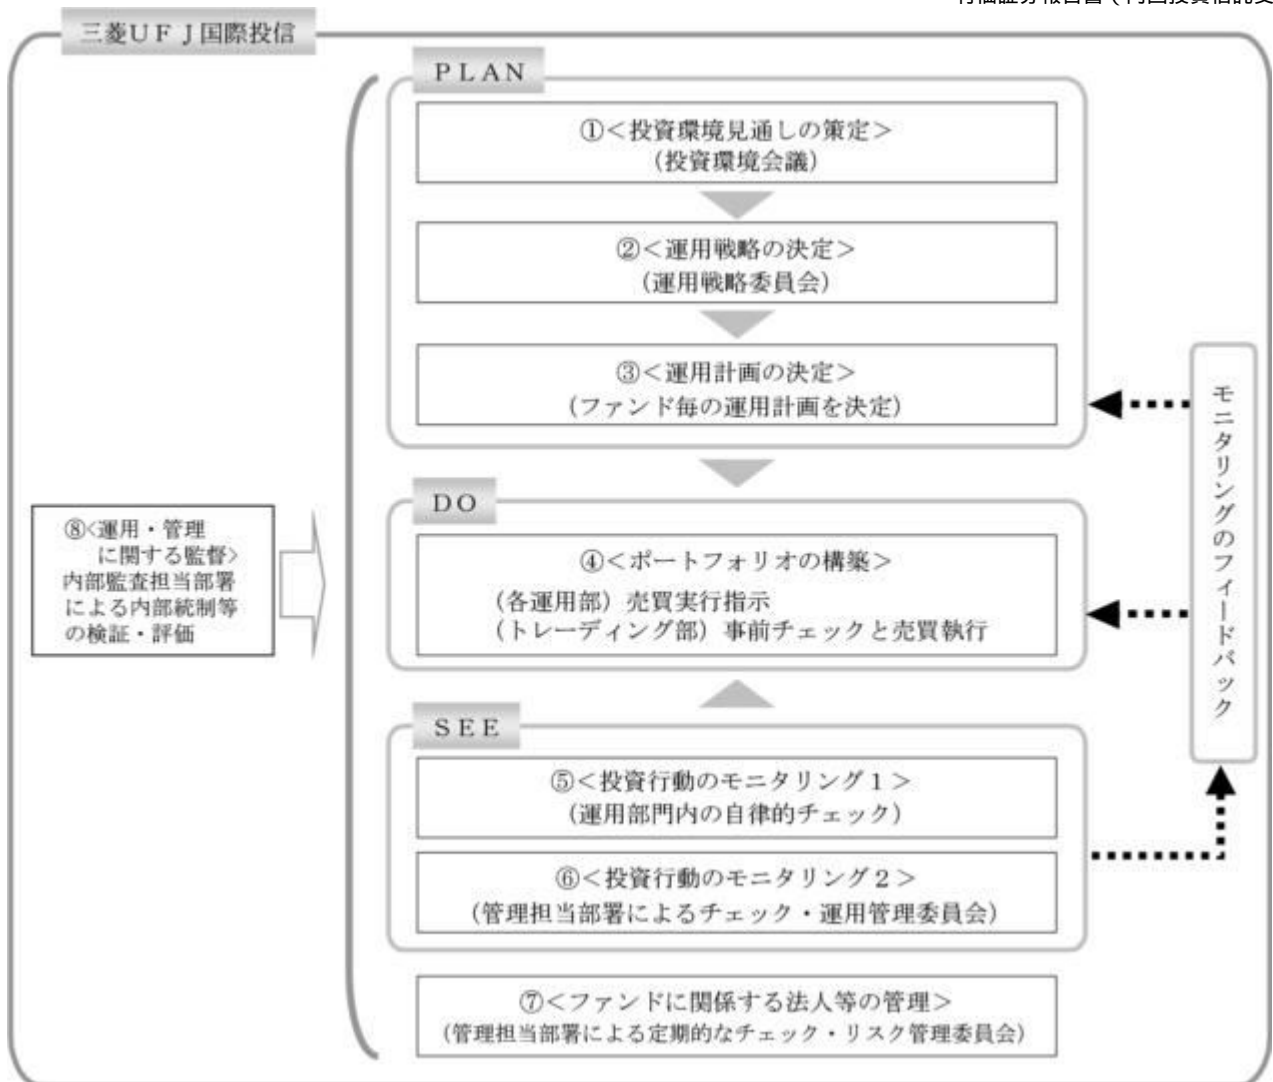 三菱UFJ国際投信
PLAN
①<投資環境見通しの策定>
(投資環境会議)
②<運用戦略の決定>
(運用戦略委員会)
③<運用計画の決定>
(ファンド毎の運用計画を決定)
DO
④<ポートフォリオの構築>
(各運用部)売買実行指示
(トレーディング部)事前チェックと売買執行
SEE
⑤<投資行動のモニタリング1>
(運用部門内の自律的チェック)
⑥<投資行動のモニタリング2>
(管理担当部署によるチェック・運用管理委員会)
⑦<ファンドに関係する法人等の管理>
(管理担当部署による定期的なチェック・リスク管理委員会)
⑧<運用・管理
に関する監督>
内部監査担当部署
による内部統制等
の検証・評価
モニタリングのフィードバック